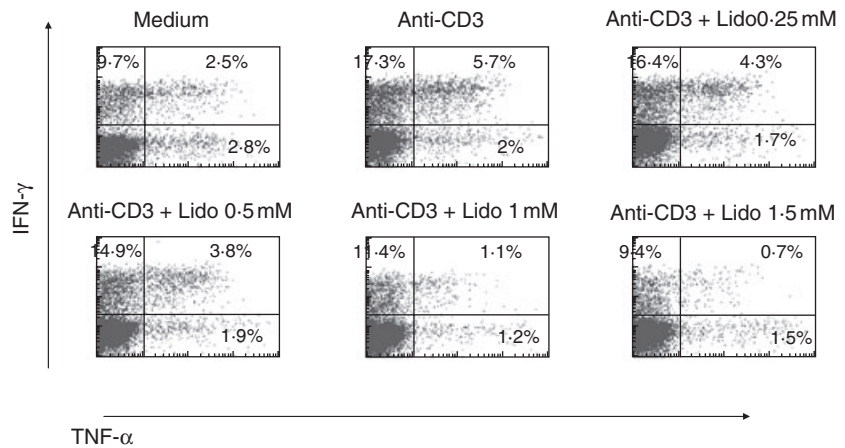 Medium
Anti-CD3
Anti-CD3 + Lido0·25 mM
9·7%
2·5%
2·8%
17·3%
5·7%
2%
16·4%
4·3%
1·7%
IFN-γ
Anti-CD3 + Lido 0·5 mM
Anti-CD3 + Lido 1 mM
Anti-CD3 + Lido 1·5 mM
14·9%
3·8%
1·9%
11·4%
1·1%
1·2%
9·4%
0·7%
1·5%
TNF-α